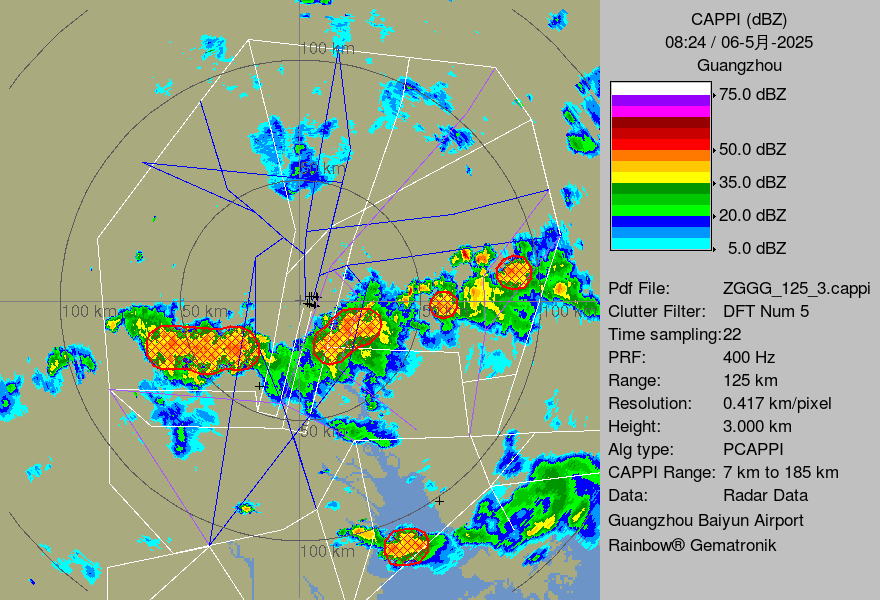 CAPPI (dBZ)
08:24 / 06-5月-2025
Guangzhou
75.0 dBZ
50.0 dBZ
35.0 dBZ
20.0 dBZ
5.0 dBZ
Pdf File: ZGGG_125_3.cappi
Clutter Filter: DFT Num 5
Time sampling:22
PRF: 400 Hz
Range: 125 km
Resolution: 0.417 km/pixel
Height: 3.000 km
Alg type: PCAPPI
CAPPI Range: 7 km to 185 km
Data: Radar Data
Guangzhou Baiyun Airport
Rainbow® Gematronik
100 km
50 km
100 km
50 km
100 km
50 km
100 km